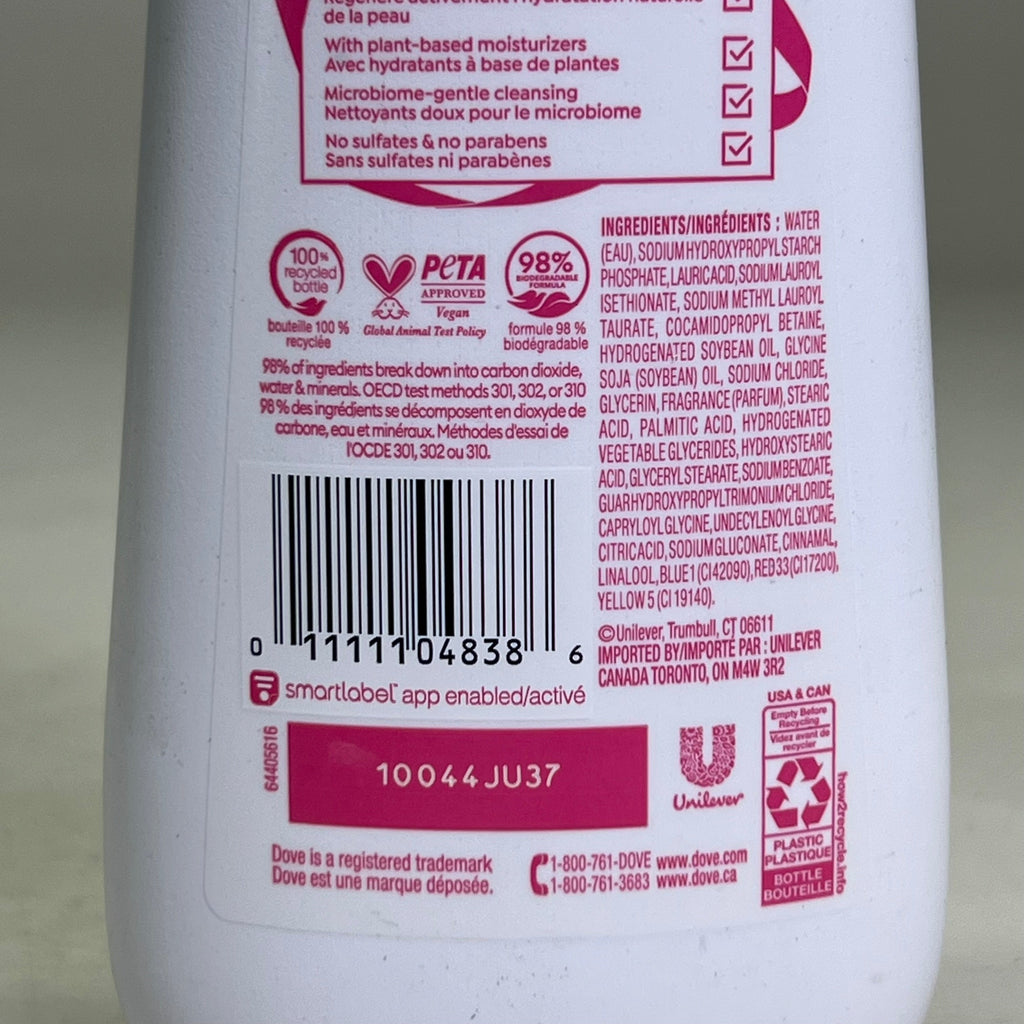 de la peau
With plant-based moisturizers
Avec hydratants à base de plantes
Microbiome-gentle cleansing
Nettoyants doux pour le microbiome
No sulfates & no parabens
Sans sulfates ni parabènes
100%
recycled
bottle
bouteille 100 %
recyclée
PETA
APPROVED
Vegan
Global Animal Test Policy
98%
BIODEGRADABLE
FORMULA
formule 98 %
biodégradable
98% of ingredients break down into carbon dioxide,
water & minerals. OECD test methods 301, 302, or 310
98 % des ingrédients se décomposent en dioxyde de
carbone, eau et minéraux. Méthodes d'essai de
l'OCDE 301, 302 ou 310.
INGREDIENTS/INGRÉDIENTS : WATER
(EAU), SODIUM HYDROXYPROPYL STARCH
PHOSPHATE, LAURIC ACID, SODIUM LAUROYL
ISETHIONATE, SODIUM METHYL LAUROYL
TAURATE, COCAMIDOPROPYL BETAINE,
HYDROGENATED SOYBEAN OIL, GLYCINE
SOJA (SOYBEAN) OIL, SODIUM CHLORIDE,
GLYCERIN, FRAGRANCE (PARFUM), STEARIC
ACID, PALMITIC ACID, HYDROGENATED
VEGETABLE GLYCERIDES, HYDROXYSTEARIC
ACID, GLYCERYL STEARATE, SODIUM BENZOATE,
GUAR HYDROXYPROPYLTRIMONIUM CHLORIDE,
CAPRYLOYL GLYCINE, UNDECYLENOYL GLYCINE,
CITRIC ACID, SODIUM GLUCONATE, CINNAMAL,
LINALOOL, BLUE 1 (CI 42090), RED 33 (CI 17200),
YELLOW 5 (CI 19140).
©Unilever, Trumbull, CT 06611
IMPORTED BY/IMPORTÉ PAR : UNILEVER
CANADA TORONTO, ON M4W 3R2
0 11111 04838 6
smartlabel™ app enabled/activé
64405616
10044JU37
Unilever
USA & CAN
Empty Before
Recycling
Videz avant de
recycler
PLASTIC
PLASTIQUE
BOTTLE
BOUTEILLE
how2recycle.info
Dove is a registered trademark
Dove est une marque déposée.
1-800-761-DOVE www.dove.com
1-800-761-3683 www.dove.ca